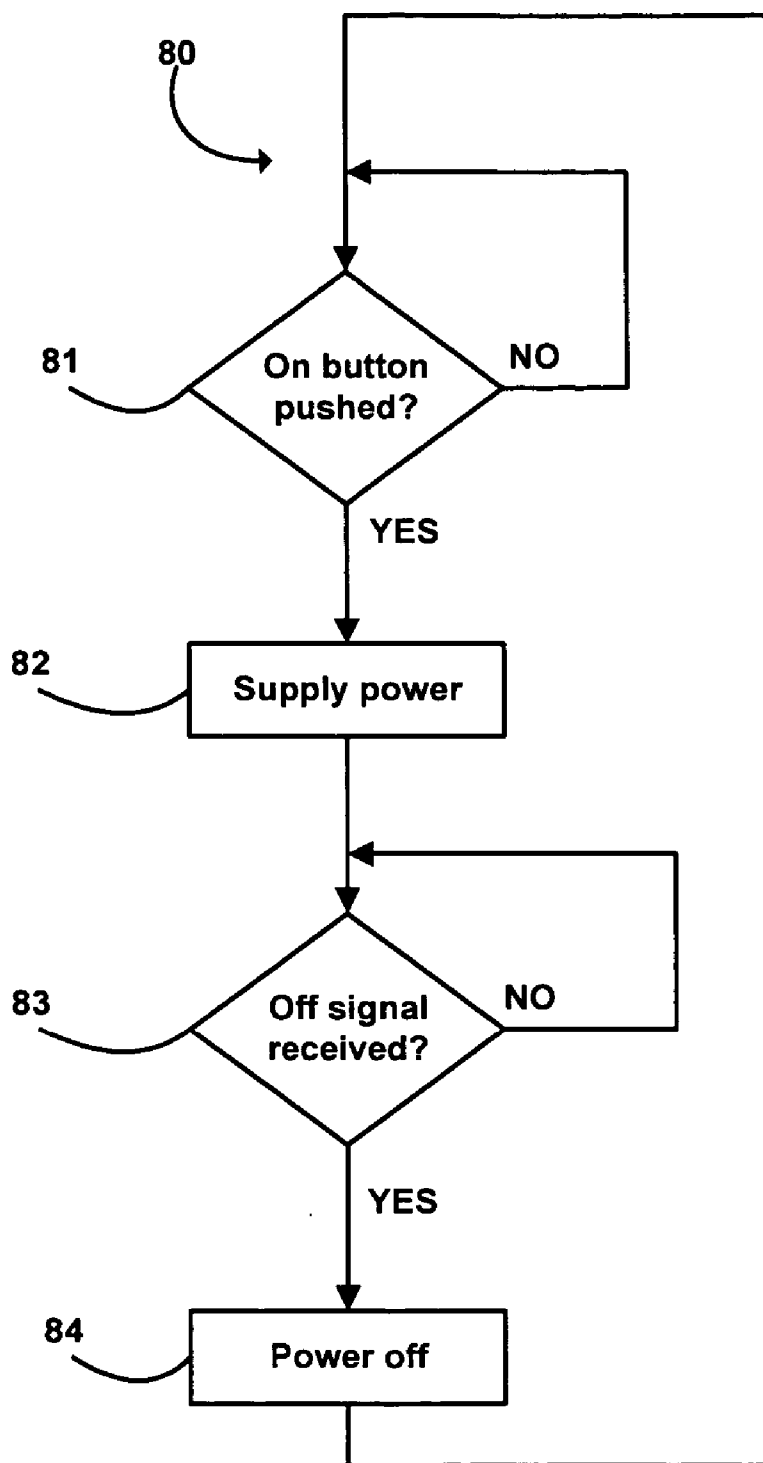 80
81
On button
pushed?
NO
YES
82
Supply power
83
Off signal
received?
NO
YES
84
Power off